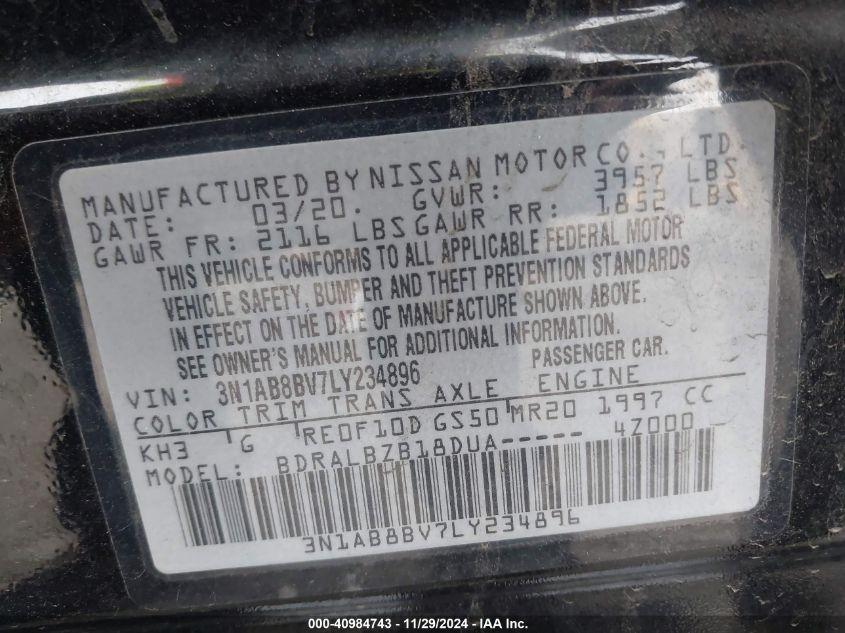 MANUFACTURED BY NISSAN MOTOR CO., LTD.
DATE: 03/20. GVWR: 3957 LBS
GAWR FR: 2116 LBS GAWR RR: 1852 LBS
THIS VEHICLE CONFORMS TO ALL APPLICABLE FEDERAL MOTOR
VEHICLE SAFETY, BUMPER AND THEFT PREVENTION STANDARDS
IN EFFECT ON THE DATE OF MANUFACTURE SHOWN ABOVE.
SEE OWNER'S MANUAL FOR ADDITIONAL INFORMATION.
VIN: 3N1AB8BV7LY234896 PASSENGER CAR.
COLOR TRIM TRANS AXLE ENGINE
KH3 G RE0F10D GS50 MR20 1997 CC
MODEL: BDRALBZB18DUA----- 4Z000
3N1AB8BV7LY234896
000-40984743 - 11/29/2024 - IAA Inc.